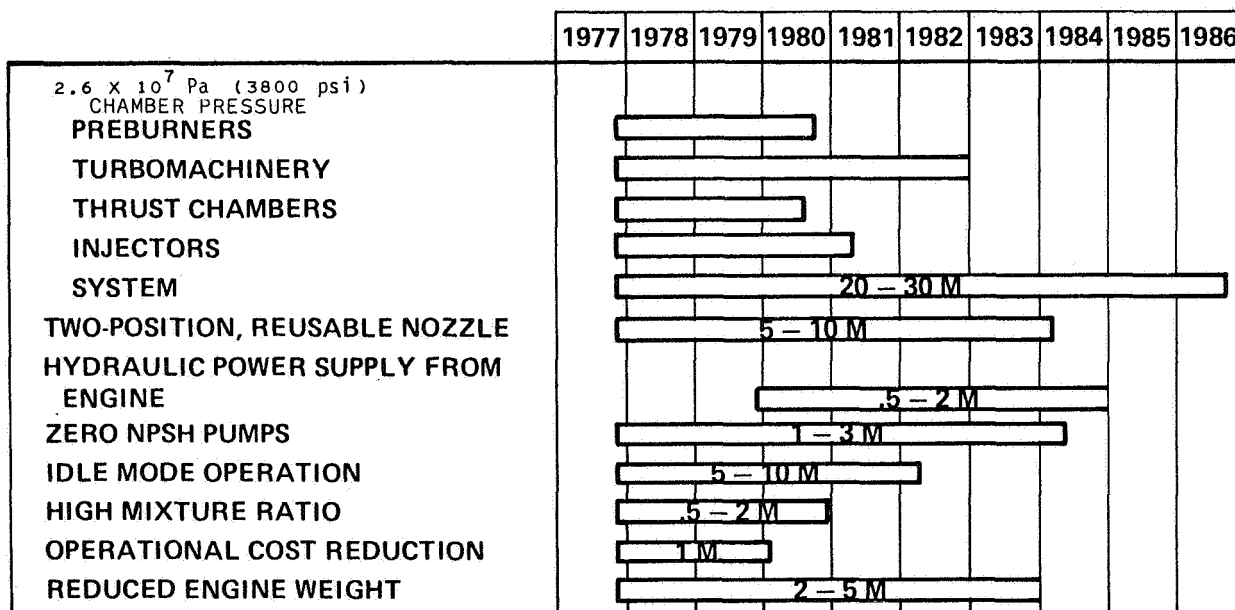 1977 1978 1979 1980 1981 1982 1983 1984 1985 1986
2.6 X 10⁷ Pa (3800 psi)
CHAMBER PRESSURE
PREBURNERS
TURBOMACHINERY
THRUST CHAMBERS
INJECTORS
SYSTEM 20 – 30 M
TWO-POSITION, REUSABLE NOZZLE 5 – 10 M
HYDRAULIC POWER SUPPLY FROM
ENGINE .5 – 2 M
ZERO NPSH PUMPS 1 – 3 M
IDLE MODE OPERATION 5 – 10 M
HIGH MIXTURE RATIO .5 – 2 M
OPERATIONAL COST REDUCTION 1 M
REDUCED ENGINE WEIGHT 2 – 5 M